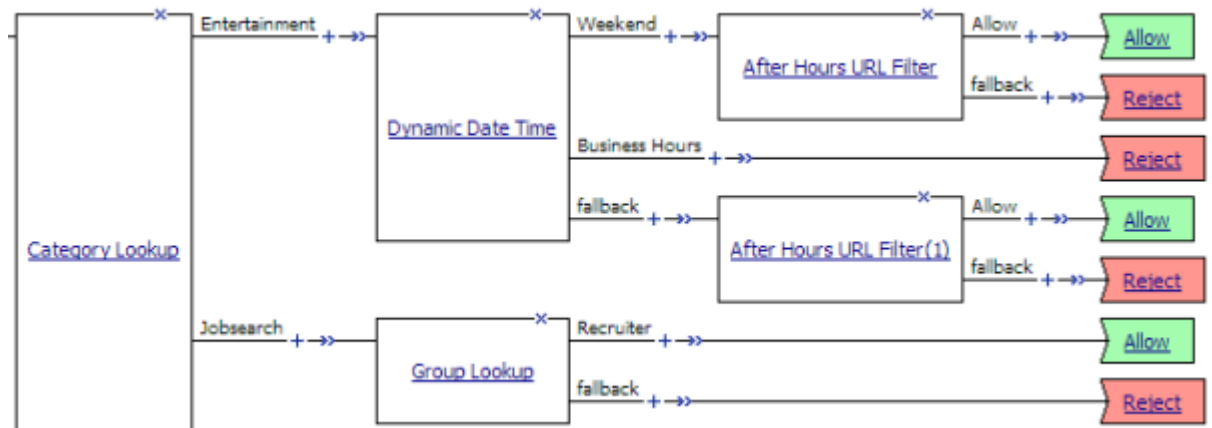 Entertainment
Weekend
Allow
Allow
After Hours URL Filter
fallback
Reject
Dynamic Date Time
Business Hours
Reject
fallback
Allow
Allow
Category Lookup
After Hours URL Filter(1)
fallback
Reject
Jobsearch
Recruiter
Allow
Group Lookup
fallback
Reject